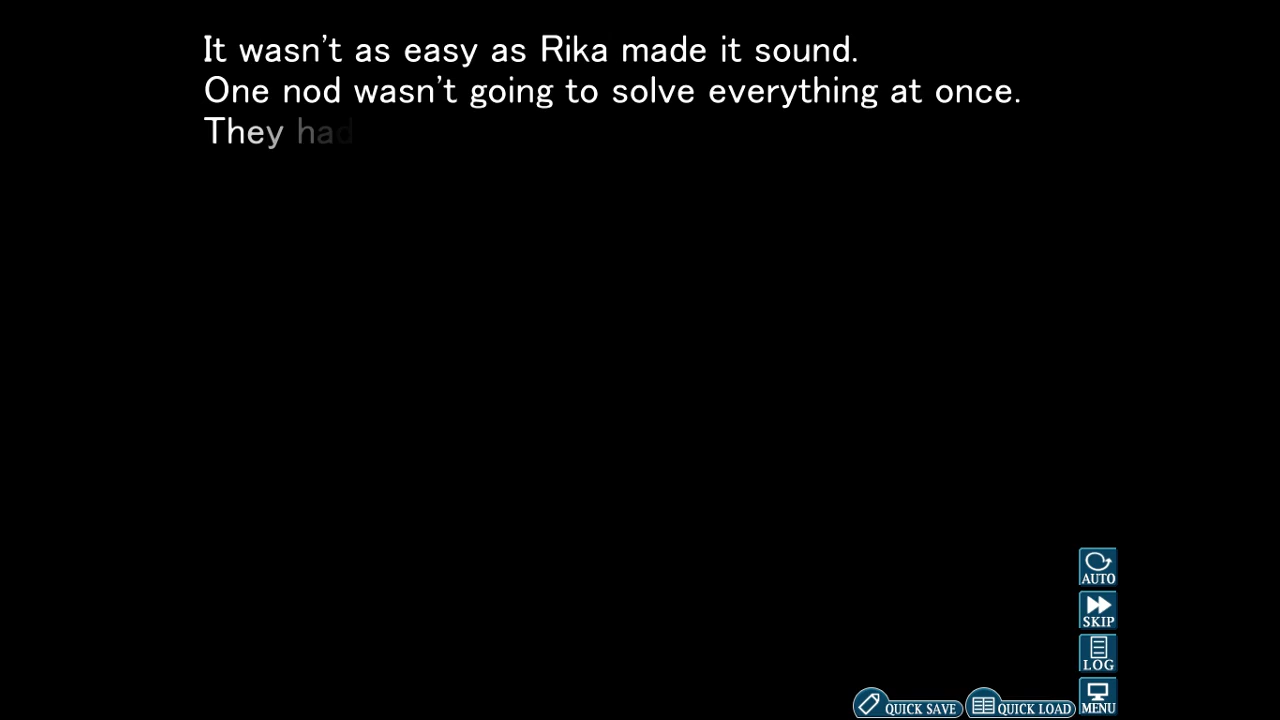 It wasn't as easy as Rika made it sound.
One nod wasn't going to solve everything at once.
They had
AUTO
SKIP
LOG
MENU
QUICK SAVE
QUICK LOAD